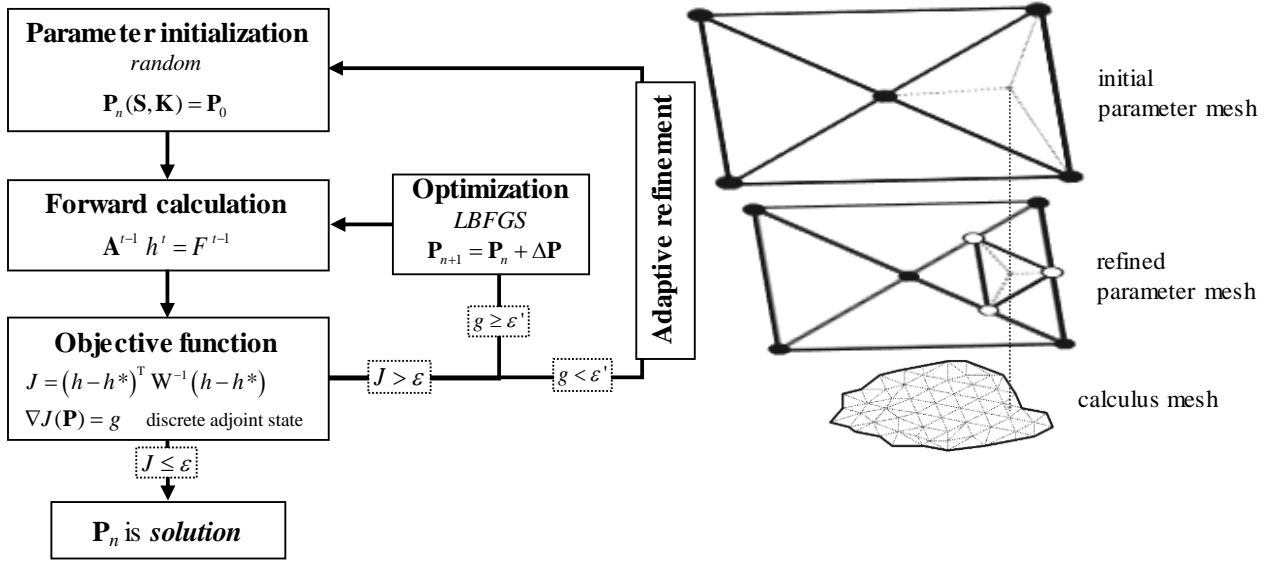 Parameter initialization
random
P_n(S, K) = P_0
Forward calculation
A^{t-1} h^t = F^{t-1}
Optimization
LBFGS
P_{n+1} = P_n + ΔP
Adaptive refinement
Objective function
J = (h − h*)^T W^{-1} (h − h*)
∇J(P) = g discrete adjoint state
g ≥ ε'
J > ε
g < ε'
J ≤ ε
P_n is solution
initial
parameter mesh
refined
parameter mesh
calculus mesh